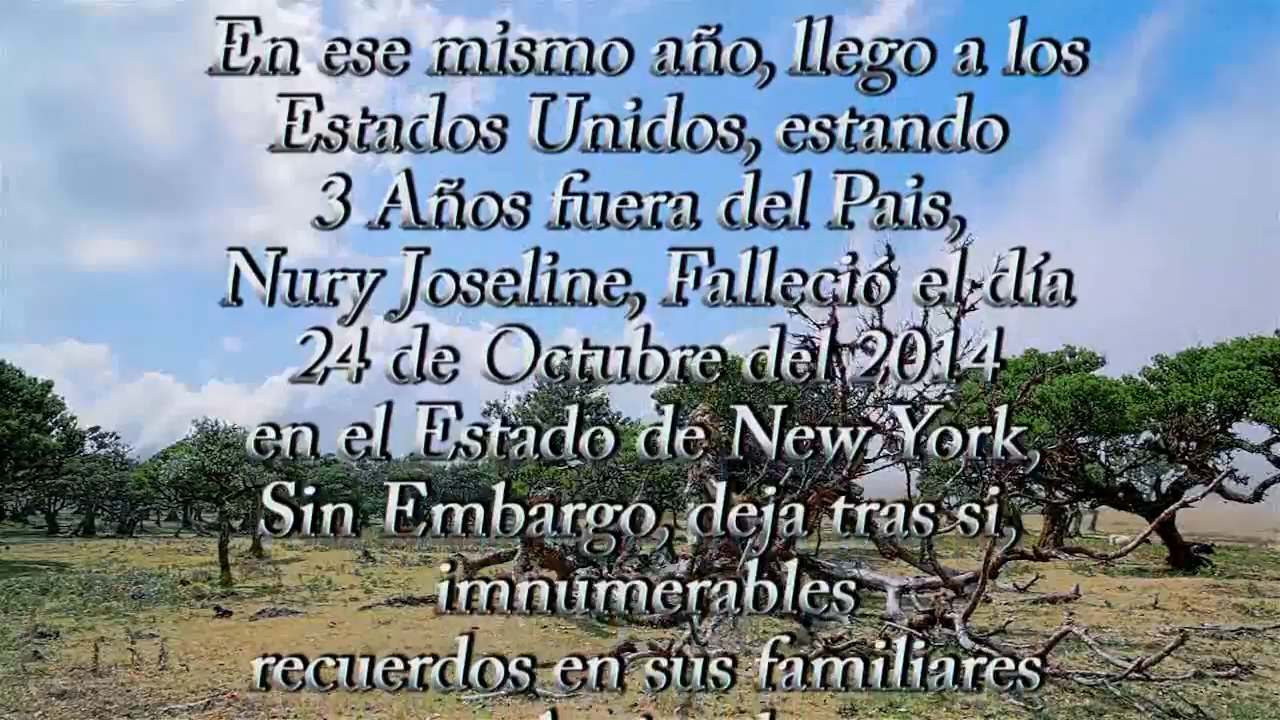 En ese mismo año, llego a los
Estados Unidos, estando
3 Años fuera del Pais,
Nury Joseline, Falleció el día
24 de Octubre del 2014
en el Estado de New York,
Sin Embargo, deja tras si,
imnumerables
recuerdos en sus familiares